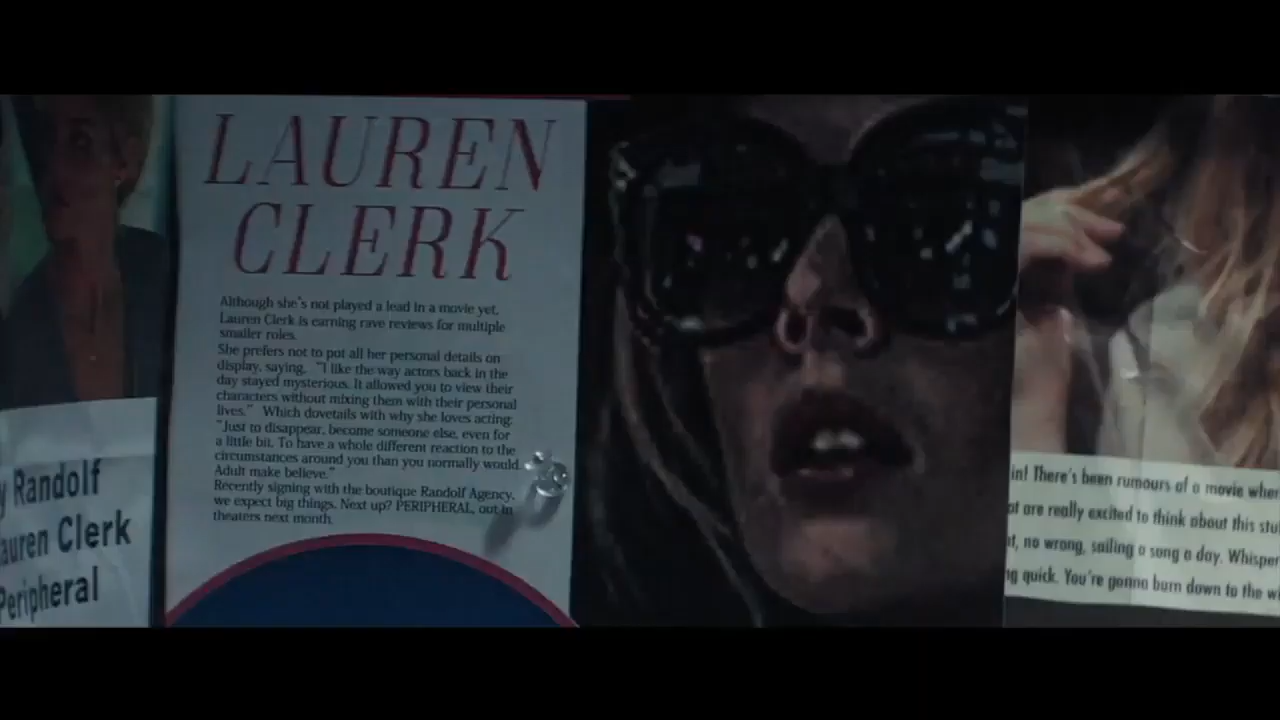 y Randolf
auren Clerk
Peripheral
LAUREN
CLERK
Although she's not played a lead in a movie yet,
Lauren Clerk is earning rave reviews for multiple
smaller roles.
She prefers not to pot all her personal details on
display, saying, "I like the way actors back in the
day stayed mysterious. It allowed you to view their
characters without mixing them with their personal
lives." Which dovetails with why she loves acting:
"Just to disappear, become someone else, even for
a little bit. To have a whole different reaction to the
circumstances around you than you normally would.
Adult make believe."
Recently signing with the boutique Randolf Agency,
we expect big things. Next up? PERIPHERAL, out in
theaters next month.
in! There's been rumours of a movie wher
at are really excited to think about this stu
t, no wrong, sailing a song a day. Whisper
g quick. You're gonna burn down to the wi